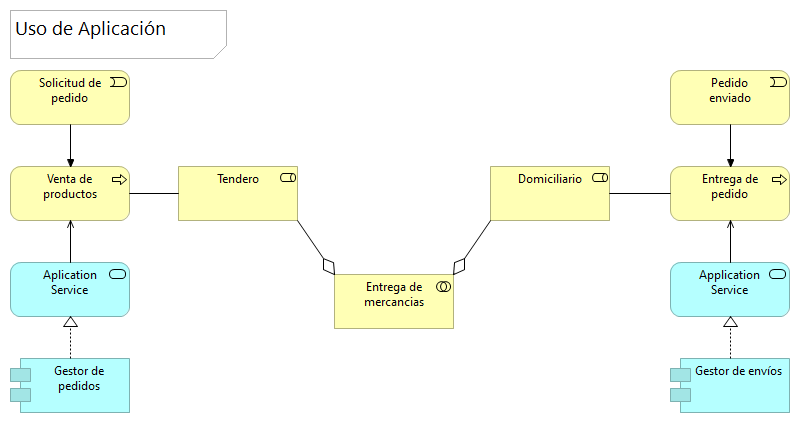 Uso de Aplicación
Solicitud de
pedido
Pedido
enviado
Venta de
productos
Tendero
Domiciliario
Entrega de
pedido
Aplication
Service
Entrega de
mercancias
Application
Service
Gestor de
pedidos
Gestor de envíos